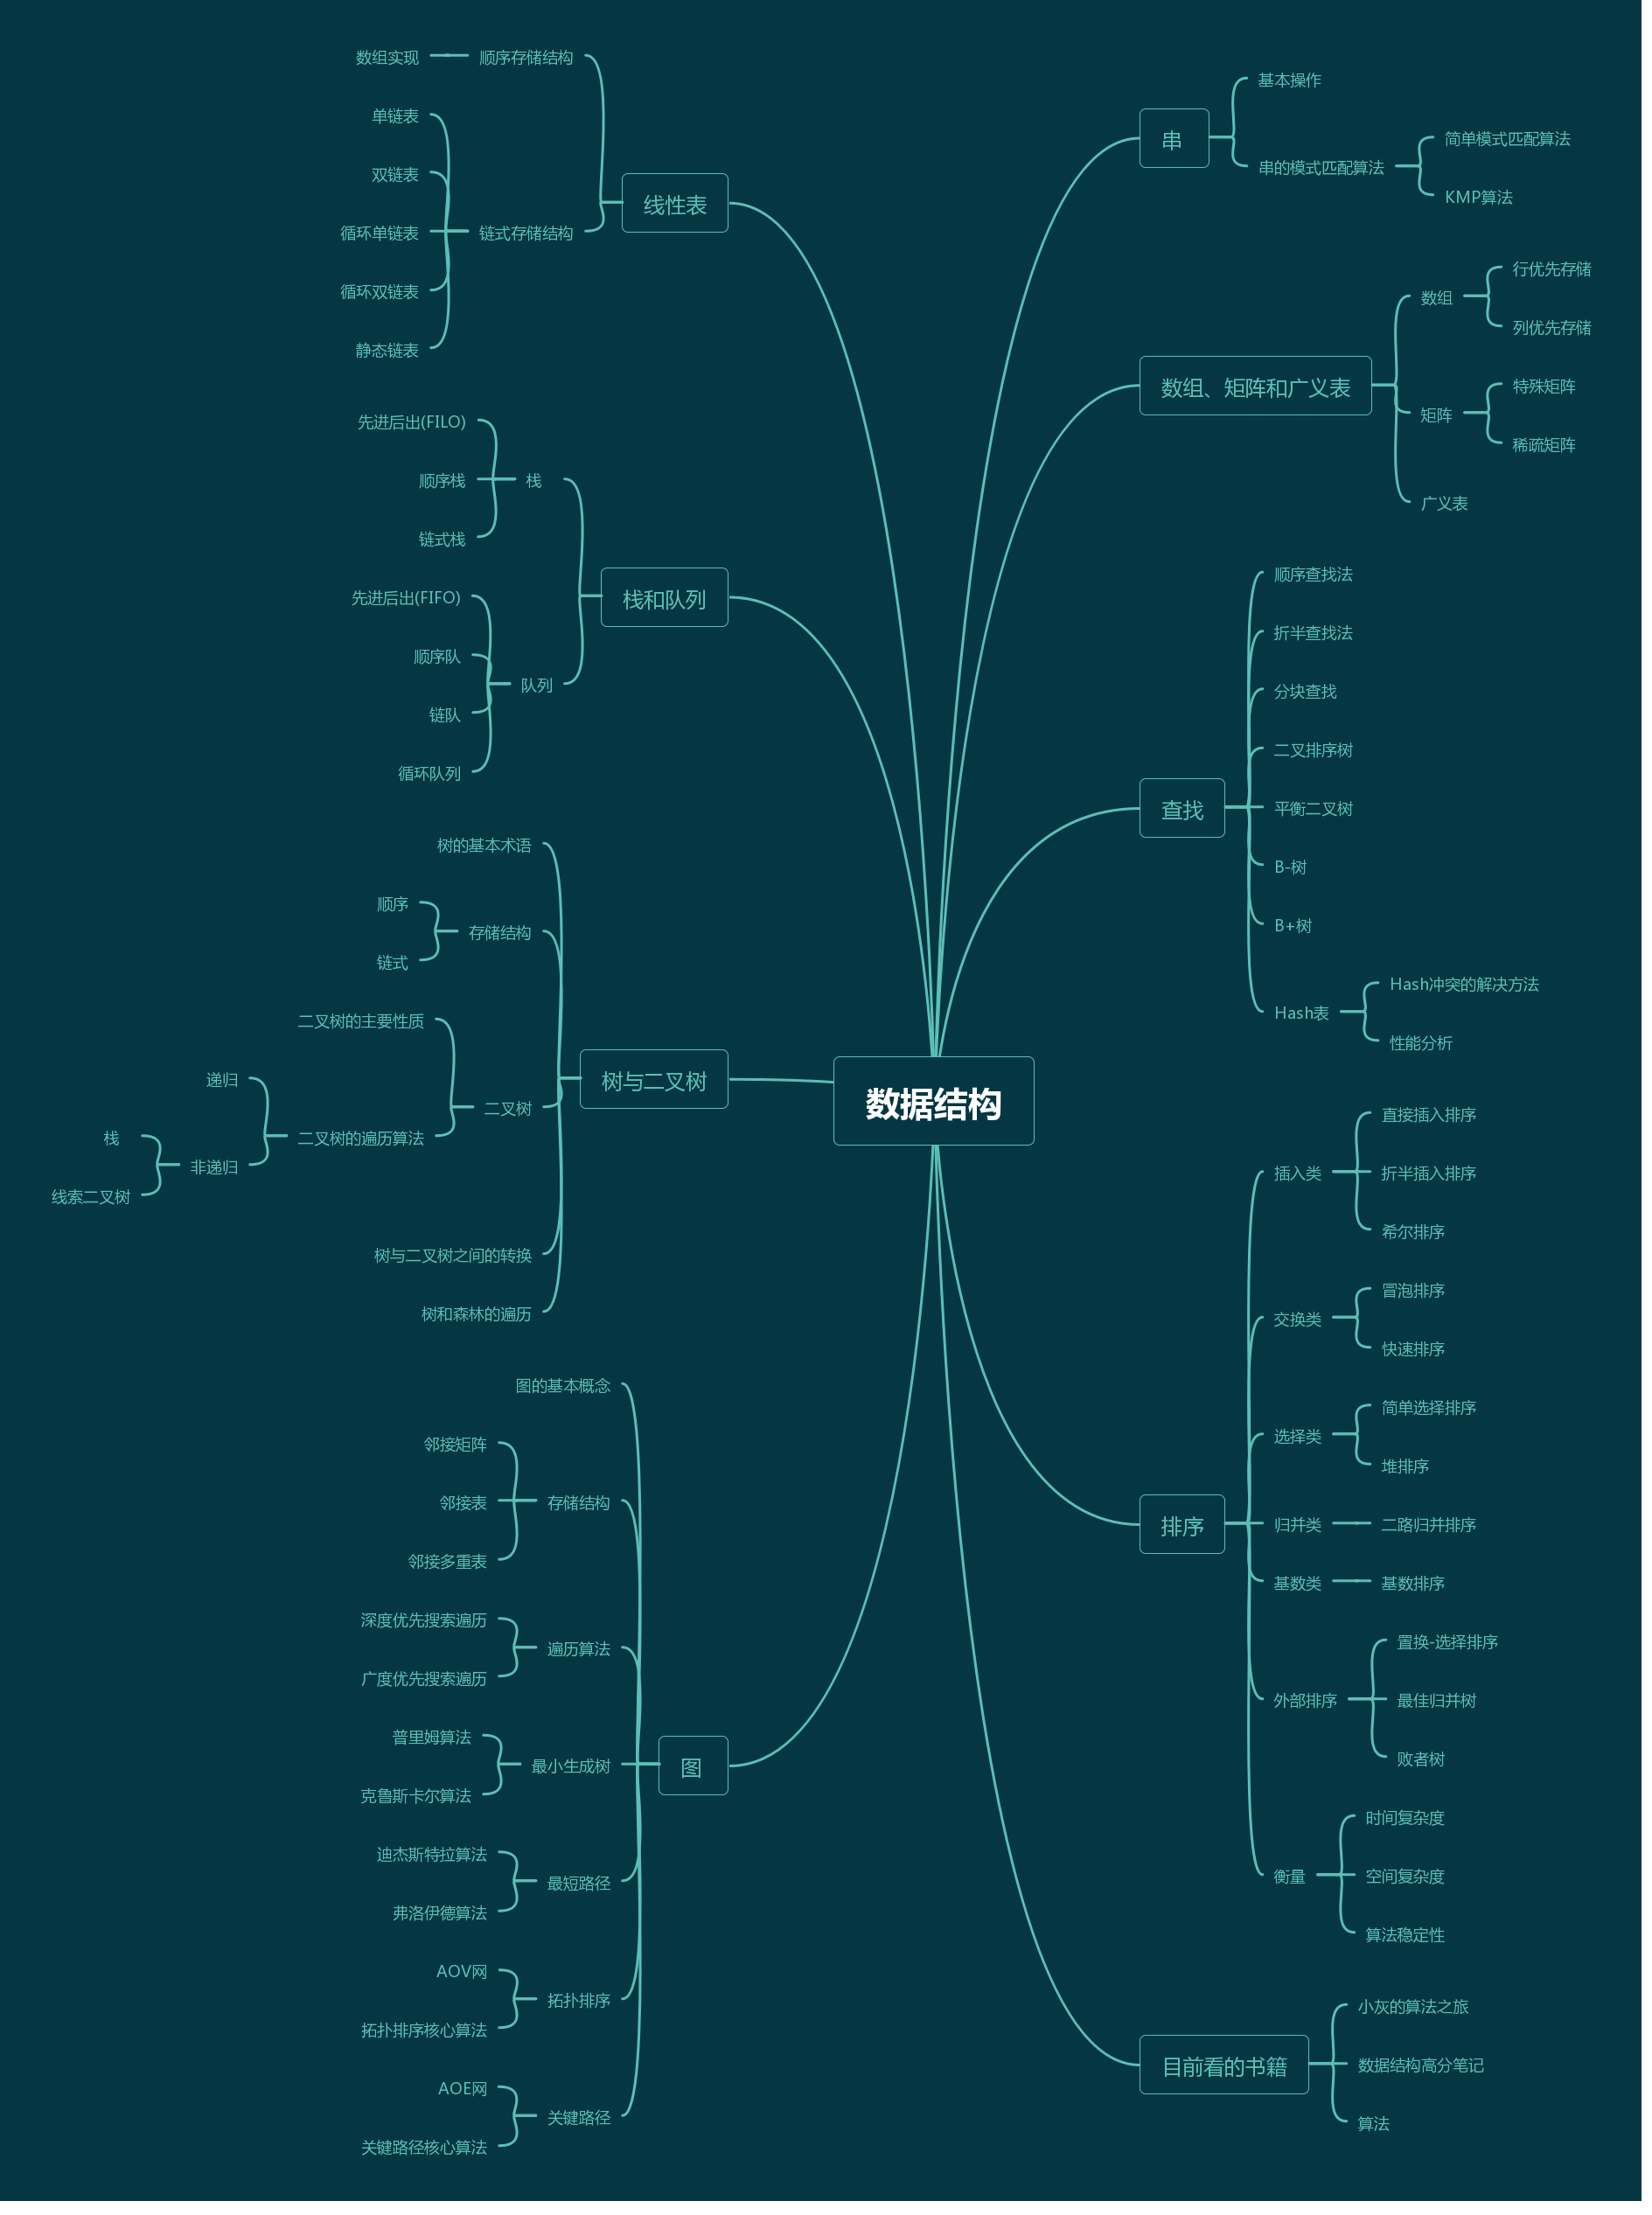 数据结构
线性表
顺序存储结构
数组实现
链式存储结构
单链表
双链表
循环单链表
循环双链表
静态链表
栈和队列
栈
先进后出(FILO)
顺序栈
链式栈
队列
先进后出(FIFO)
顺序队
链队
循环队列
树与二叉树
树的基本术语
存储结构
顺序
链式
二叉树
二叉树的主要性质
二叉树的遍历算法
递归
非递归
栈
线索二叉树
树与二叉树之间的转换
树和森林的遍历
图
图的基本概念
存储结构
邻接矩阵
邻接表
邻接多重表
遍历算法
深度优先搜索遍历
广度优先搜索遍历
最小生成树
普里姆算法
克鲁斯卡尔算法
最短路径
迪杰斯特拉算法
弗洛伊德算法
拓扑排序
AOV网
拓扑排序核心算法
关键路径
AOE网
关键路径核心算法
串
基本操作
串的模式匹配算法
简单模式匹配算法
KMP算法
数组、矩阵和广义表
数组
行优先存储
列优先存储
矩阵
特殊矩阵
稀疏矩阵
广义表
查找
顺序查找法
折半查找法
分块查找
二叉排序树
平衡二叉树
B-树
B+树
Hash表
Hash冲突的解决方法
性能分析
排序
插入类
直接插入排序
折半插入排序
希尔排序
交换类
冒泡排序
快速排序
选择类
简单选择排序
堆排序
归并类
二路归并排序
基数类
基数排序
外部排序
置换-选择排序
最佳归并树
败者树
衡量
时间复杂度
空间复杂度
算法稳定性
目前看的书籍
小灰的算法之旅
数据结构高分笔记
算法